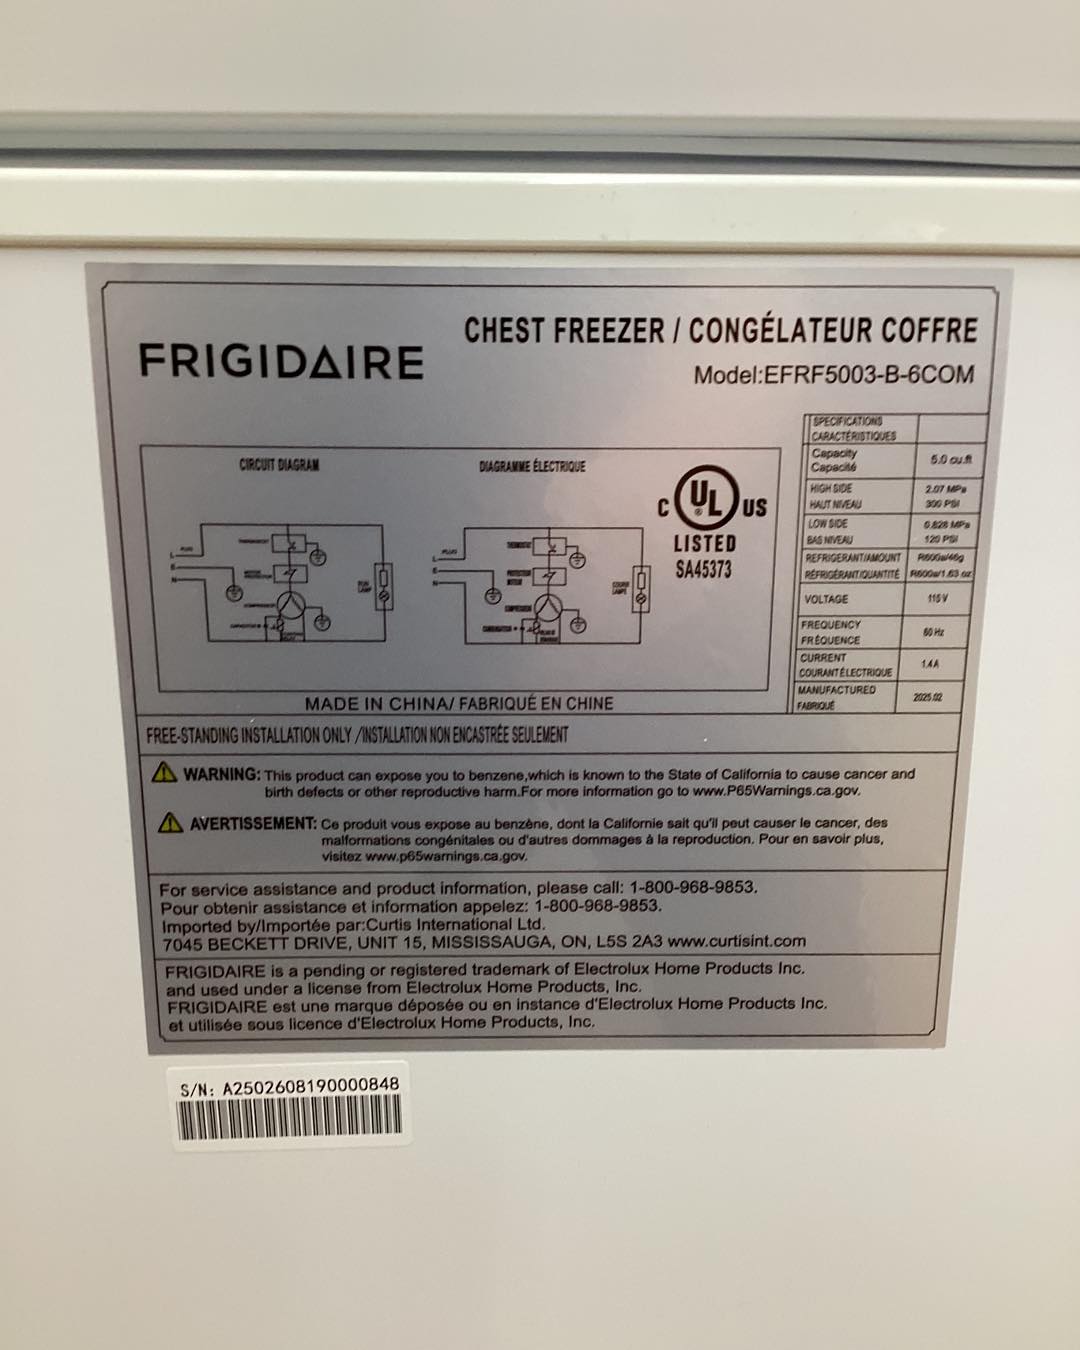 FRIGIDAIRE
CHEST FREEZER / CONGÉLATEUR COFFRE
Model:EFRF5003-B-6COM
CIRCUIT DIAGRAM
DIAGRAMME ÉLECTRIQUE
PLUG
L
E
N
THERMOSTAT
COMPRESSOR
PLUG
L
E
N
THERMOSTAT
C UL® US
LISTED
SA45373
SPECIFICATIONS
CARACTÉRISTIQUES
Capacity
Capacité
5.0 cu.ft
HIGH SIDE
HAUT NIVEAU
2.07 MPa
300 PSI
LOW SIDE
BAS NIVEAU
0.828 MPa
120 PSI
REFRIGERANT/AMOUNT
R600a/46g
RÉFRIGÉRANT/QUANTITÉ
R600a/1.63 oz
VOLTAGE
115 V
FREQUENCY
FRÉQUENCE
60 Hz
CURRENT
COURANT ÉLECTRIQUE
1.4A
MANUFACTURED
FABRIQUÉ
2025.02
MADE IN CHINA/ FABRIQUÉ EN CHINE
FREE-STANDING INSTALLATION ONLY /INSTALLATION NON ENCASTRÉE SEULEMENT
WARNING: This product can expose you to benzene,which is known to the State of California to cause cancer and
birth defects or other reproductive harm.For more information go to www.P65Warnings.ca.gov.
AVERTISSEMENT: Ce produit vous expose au benzène, dont la Californie sait qu'il peut causer le cancer, des
malformations congénitales ou d'autres dommages à la reproduction. Pour en savoir plus,
visitez www.p65warnings.ca.gov.
For service assistance and product information, please call: 1-800-968-9853.
Pour obtenir assistance et information appelez: 1-800-968-9853.
Imported by/Importée par:Curtis International Ltd.
7045 BECKETT DRIVE, UNIT 15, MISSISSAUGA, ON, L5S 2A3 www.curtisint.com
FRIGIDAIRE is a pending or registered trademark of Electrolux Home Products Inc.
and used under a license from Electrolux Home Products, Inc.
FRIGIDAIRE est une marque déposée ou en instance d'Electrolux Home Products Inc.
et utilisée sous licence d'Electrolux Home Products, Inc.
S/N: A2502608190000848